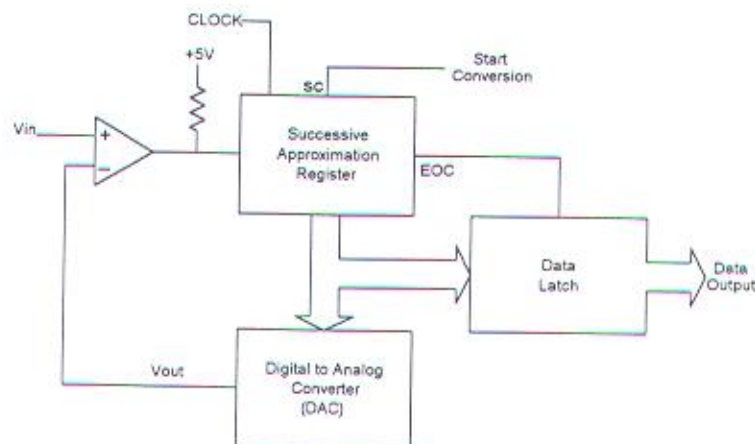 CLOCK
+5V
SC
Start
Conversion
Vin
+
−
Successive
Approximation
Register
EOC
Data
Latch
Data
Output
Vout
Digital to Analog
Converter
(DAC)